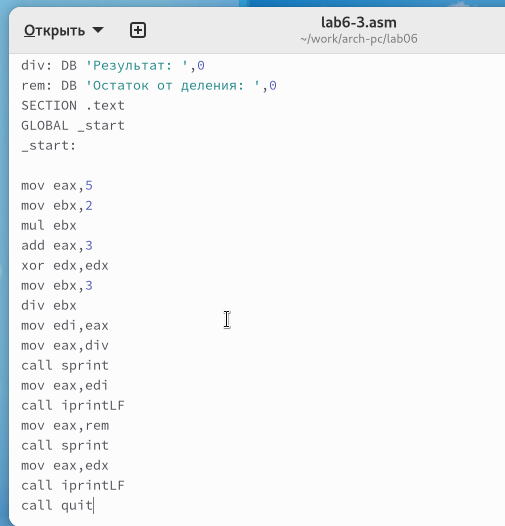 Открыть
lab6-3.asm
~/work/arch-pc/lab06
div: DB 'Результат: ',0
rem: DB 'Остаток от деления: ',0
SECTION .text
GLOBAL _start
_start:
mov eax,5
mov ebx,2
mul ebx
add eax,3
xor edx,edx
mov ebx,3
div ebx
mov edi,eax
mov eax,div
call sprint
mov eax,edi
call iprintLF
mov eax,rem
call sprint
mov eax,edx
call iprintLF
call quit